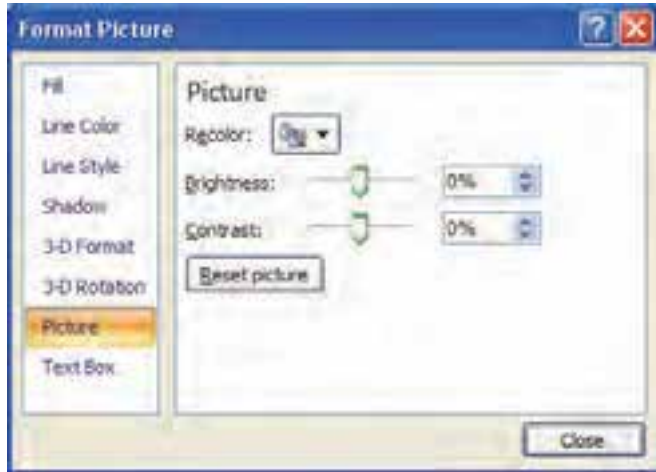 Format Picture
Fill
Line Color
Line Style
Shadow
3-D Format
3-D Rotation
Picture
Text Box
Picture
Recolor:
Brightness: 0%
Contrast: 0%
Reset picture
Close